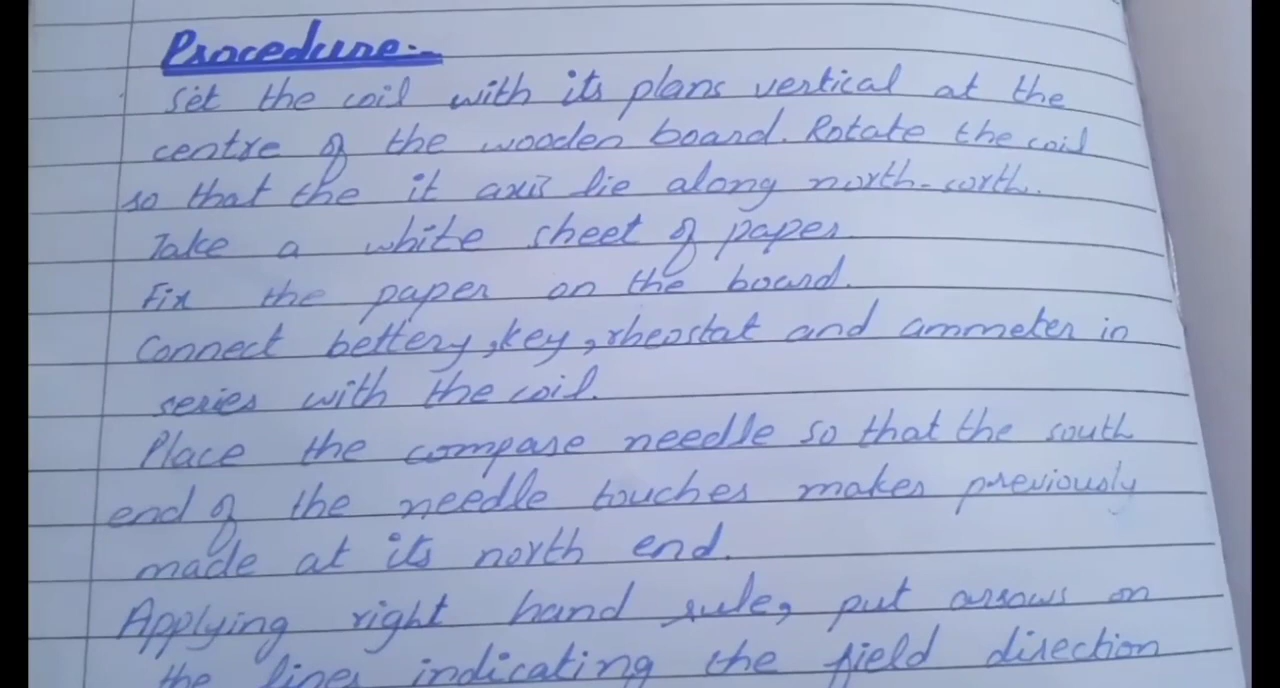 Procedure:-
Set the coil with its plans vertical at the
centre of the wooden board. Rotate the coil
so that the it axis lie along north-sorth.
Take a white sheet of paper
Fix the paper on the board.
Connect bettery, key, rheostat and ammeter in
series with the coil.
Place the compase needle so that the south
end of the needle touches makes previously
made at its north end.
Applying right hand rule, put arrows on
the lines indicating the field direction